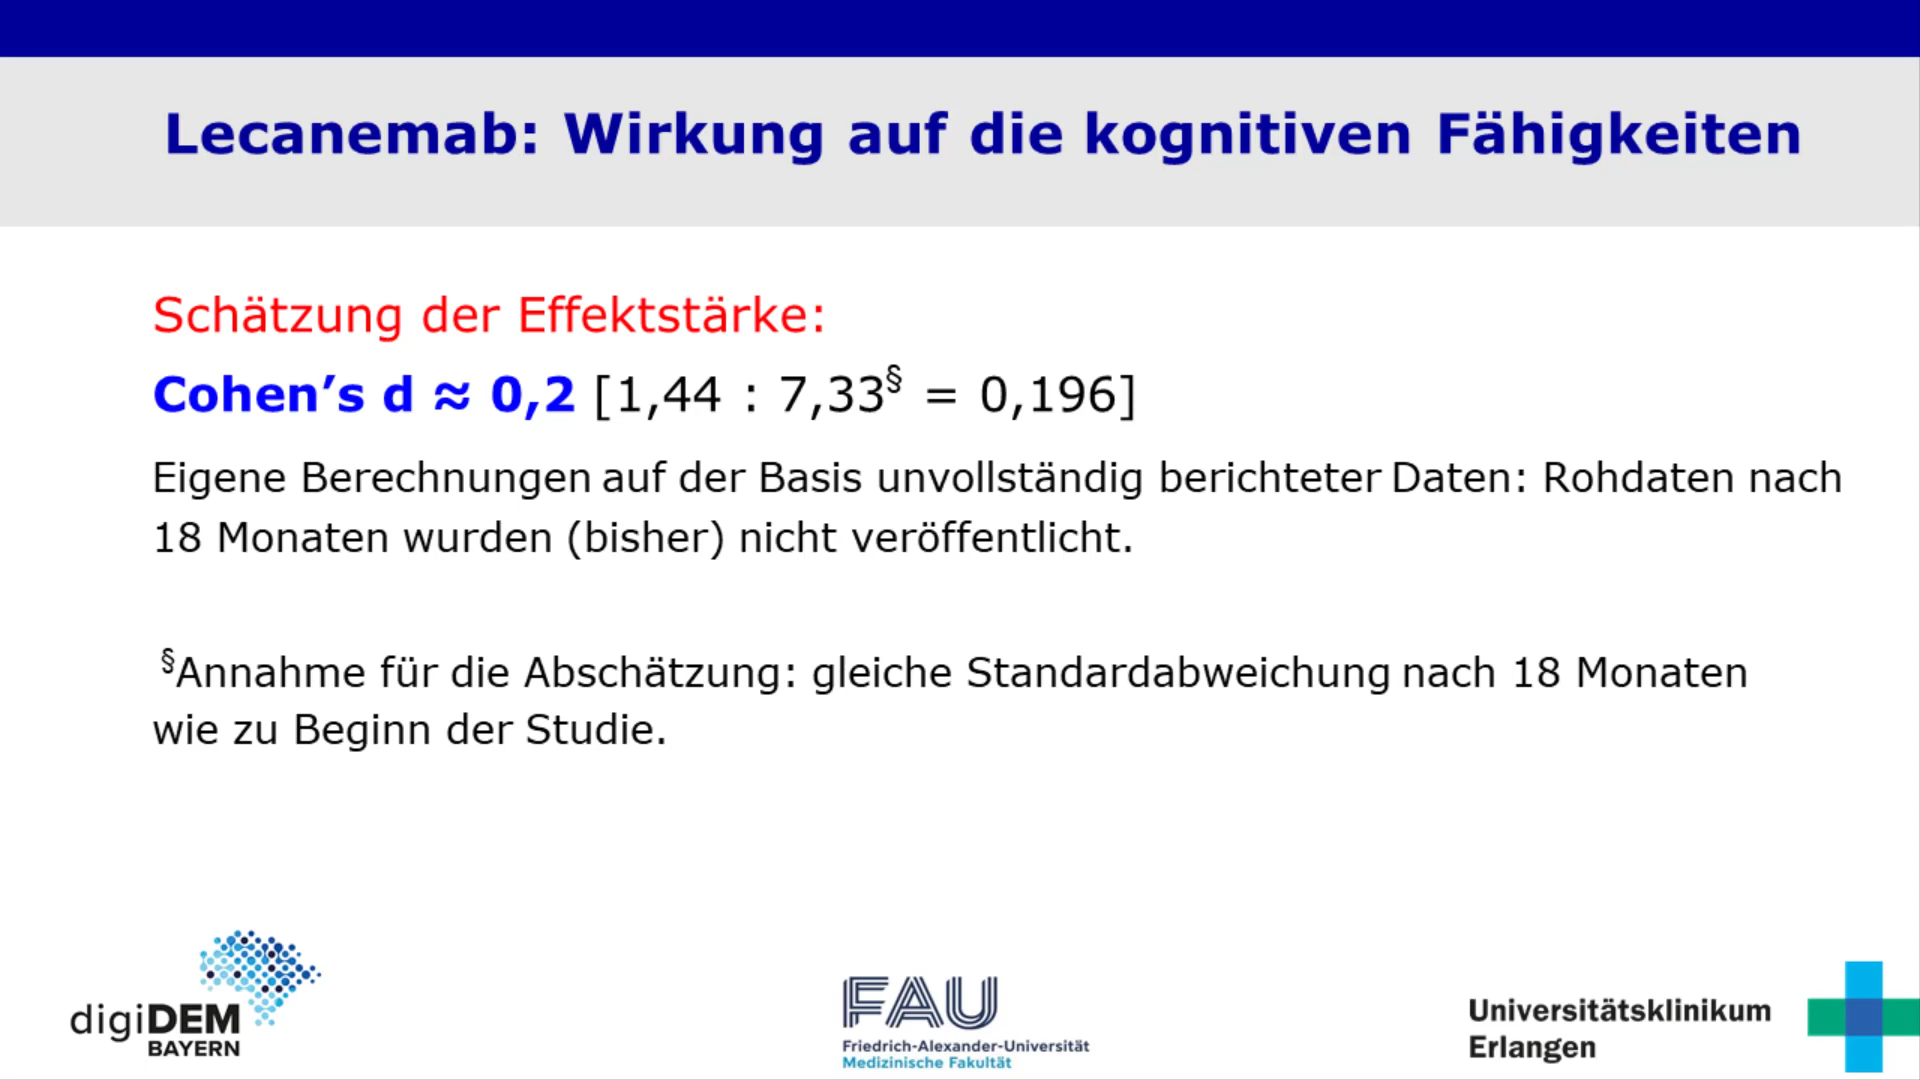 Lecanemab: Wirkung auf die kognitiven Fähigkeiten
Schätzung der Effektstärke:
Cohen’s d ≈ 0,2 [1,44 : 7,33§ = 0,196]
Eigene Berechnungen auf der Basis unvollständig berichteter Daten: Rohdaten nach
18 Monaten wurden (bisher) nicht veröffentlicht.
§Annahme für die Abschätzung: gleiche Standardabweichung nach 18 Monaten
wie zu Beginn der Studie.
digiDEM
BAYERN
FAU
Friedrich-Alexander-Universität
Medizinische Fakultät
Universitätsklinikum
Erlangen